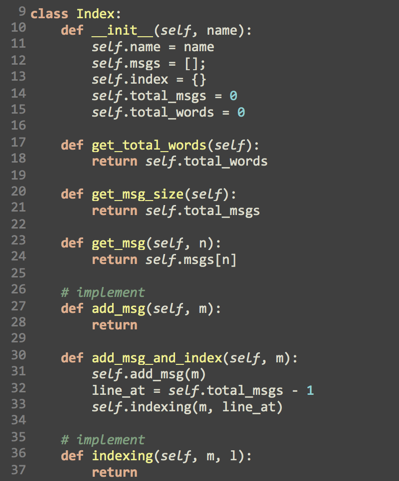 9 class Index:
10     def __init__(self, name):
11         self.name = name
12         self.msgs = [];
13         self.index = {}
14         self.total_msgs = 0
15         self.total_words = 0
16
17     def get_total_words(self):
18         return self.total_words
19
20     def get_msg_size(self):
21         return self.total_msgs
22
23     def get_msg(self, n):
24         return self.msgs[n]
25
26     # implement
27     def add_msg(self, m):
28         return
29
30     def add_msg_and_index(self, m):
31         self.add_msg(m)
32         line_at = self.total_msgs - 1
33         self.indexing(m, line_at)
34
35     # implement
36     def indexing(self, m, l):
37         return